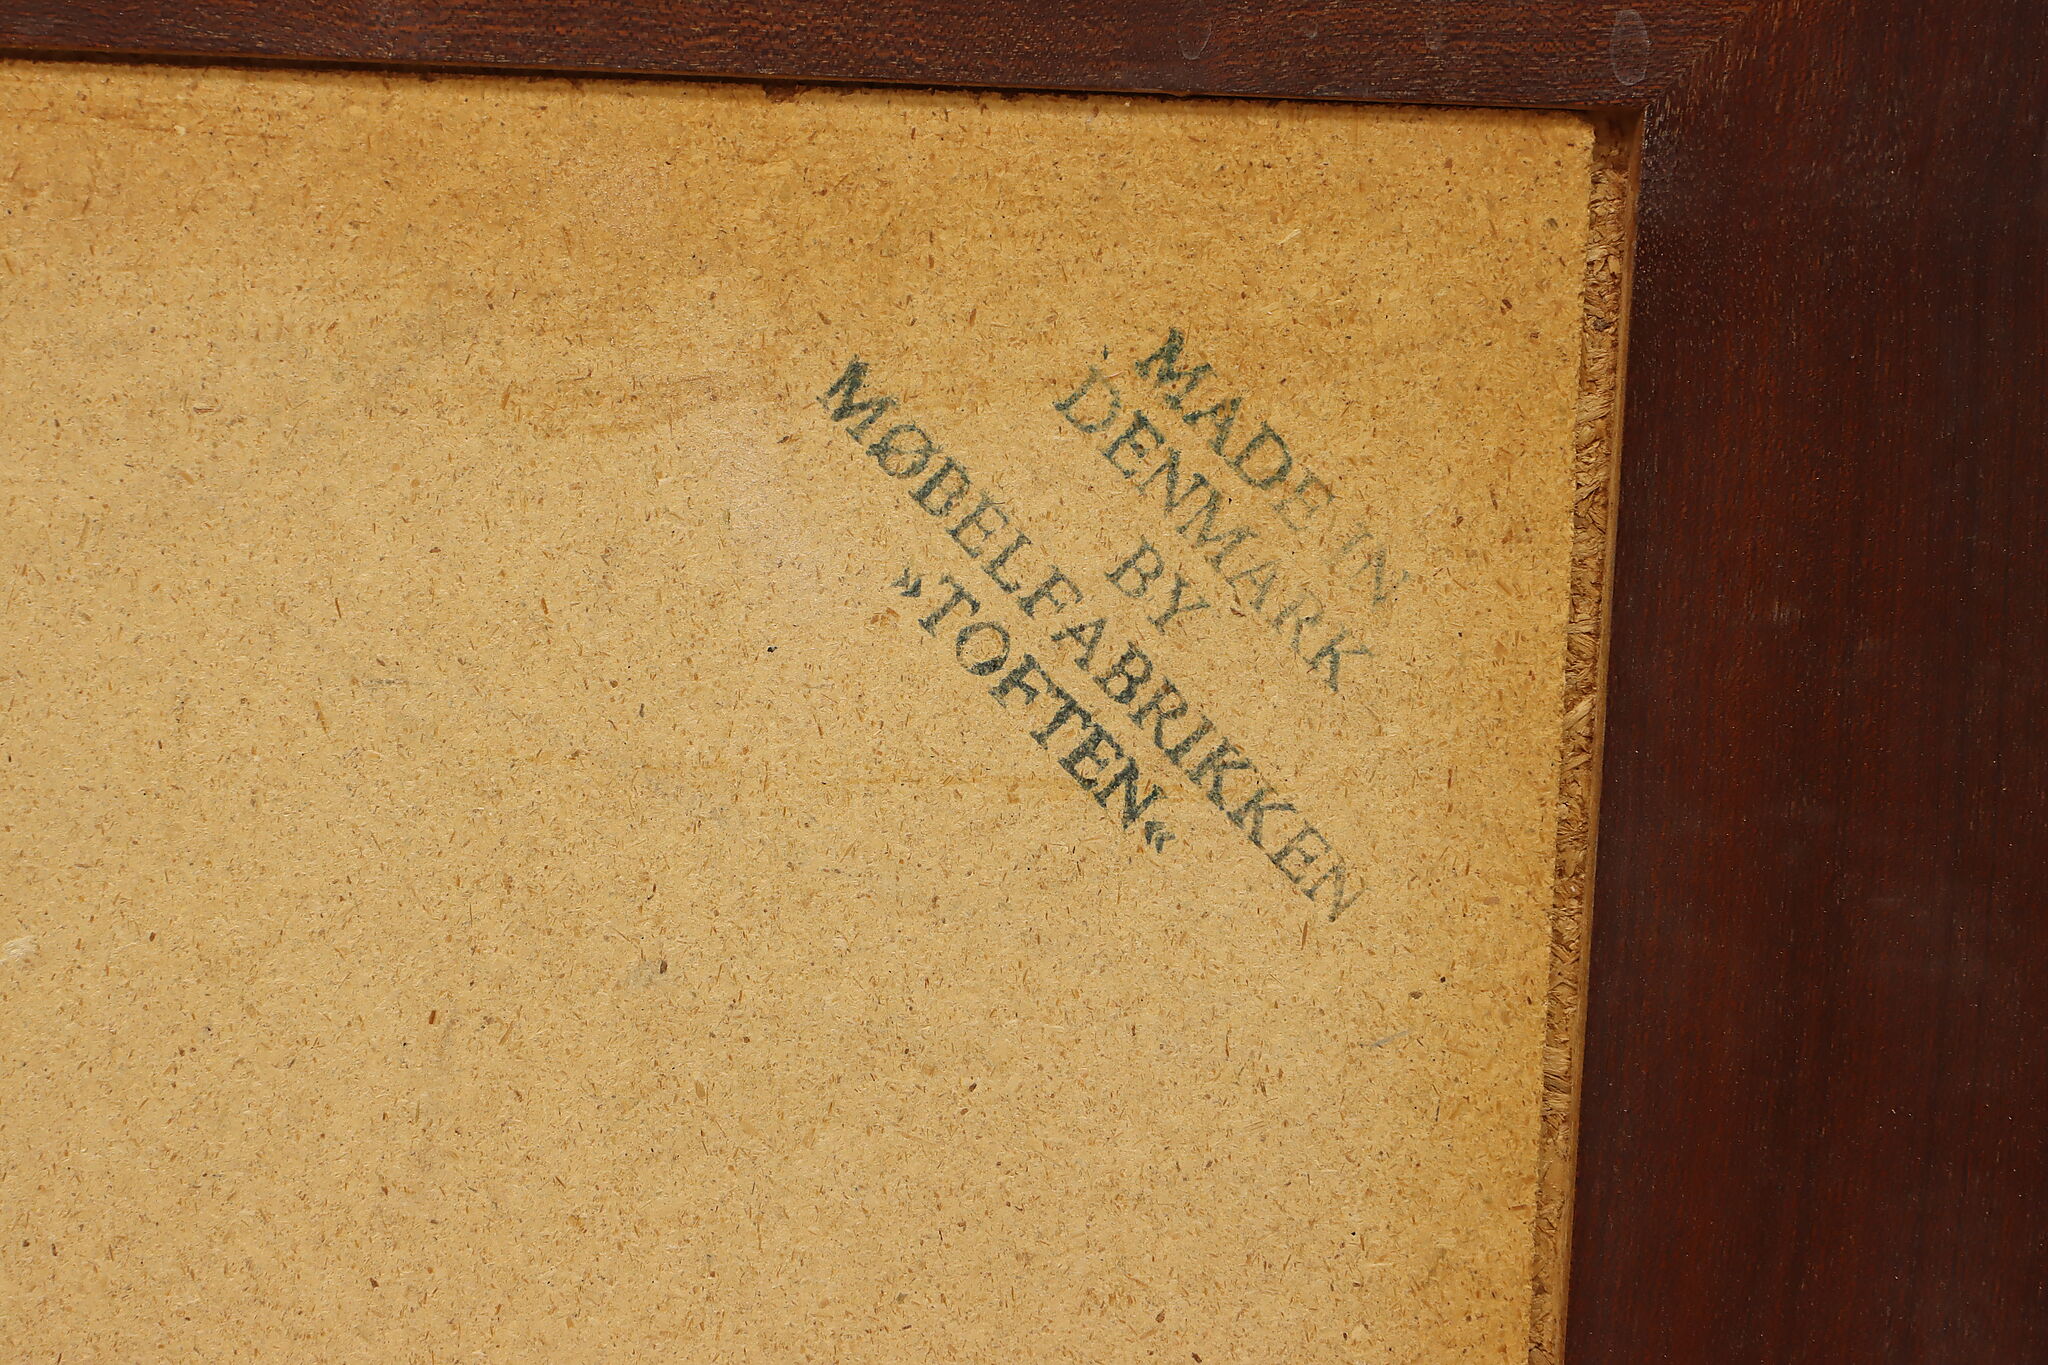 MADE IN
DENMARK
BY
MØBELFABRIKKEN
»TOFTEN«